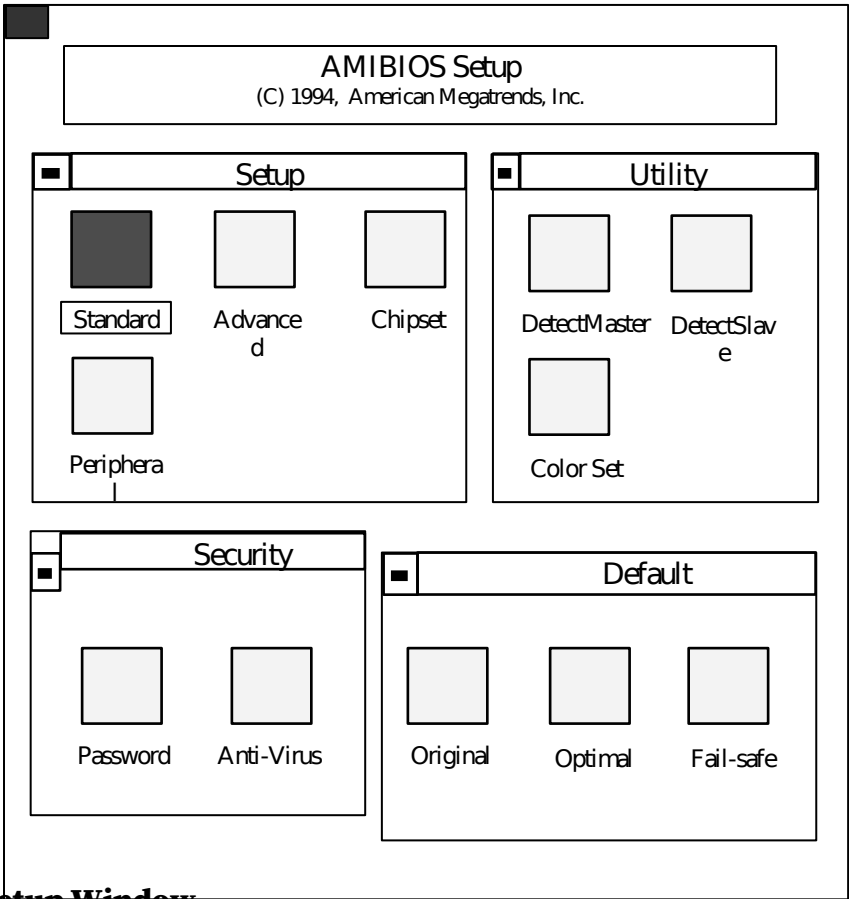 AMIBIOS Setup
(C) 1994, American Megatrends, Inc.
Setup
Standard
Advance
d
Chipset
Periphera
l
Utility
DetectMaster
DetectSlav
e
Color Set
Security
Password
Anti-Virus
Default
Original
Optimal
Fail-safe
Window